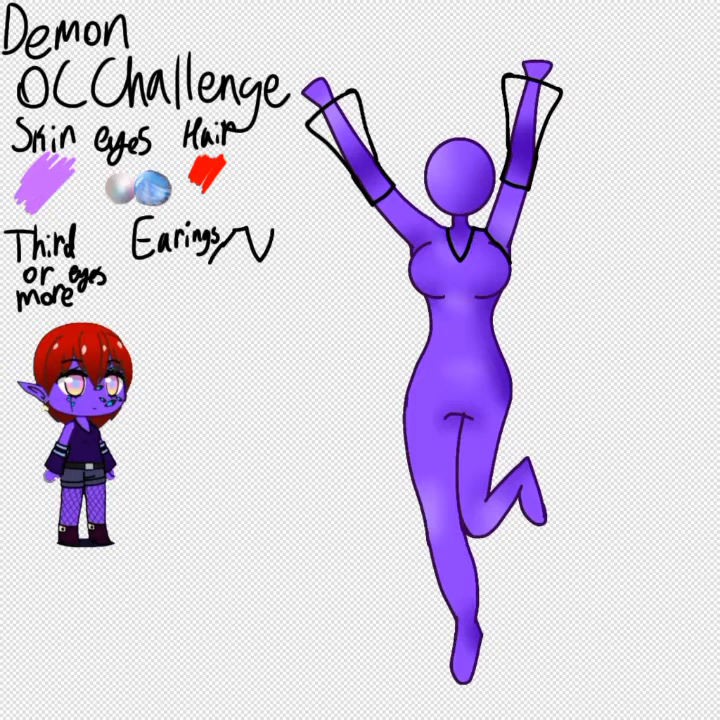 Demon
OC Challenge
Skin eyes Hair
Third Earings
or eyes
more